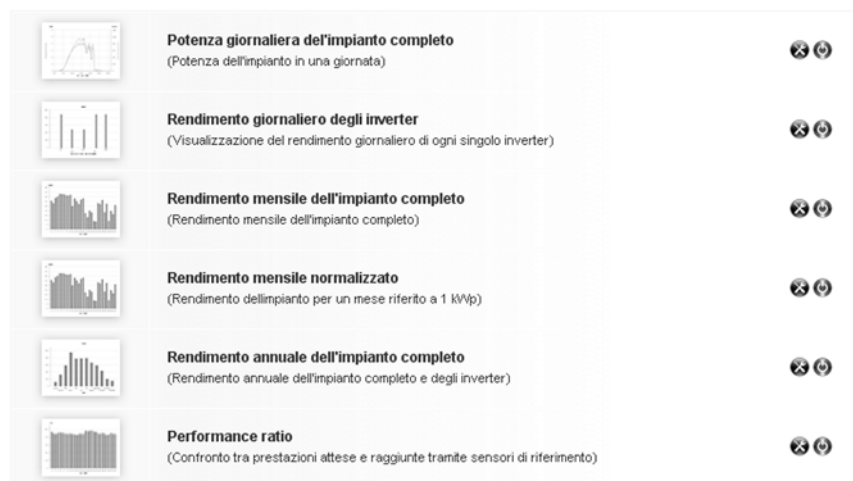 Potenza giornaliera del'impianto completo
(Potenza dell'impianto in una giornata)
Rendimento giornaliero degli inverter
(Visualizzazione del rendimento giornaliero di ogni singolo inverter)
Rendimento mensile dell'impianto completo
(Rendimento mensile dell'impianto completo)
Rendimento mensile normalizzato
(Rendimento dellimpianto per un mese riferito a 1 kWp)
Rendimento annuale dell'impianto completo
(Rendimento annuale dell'impianto completo e degli inverter)
Performance ratio
(Confronto tra prestazioni attese e raggiunte tramite sensori di riferimento)